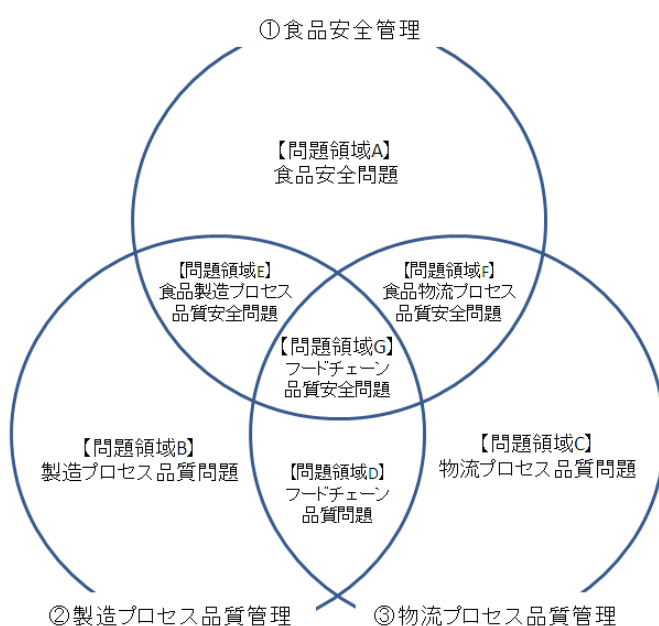 ①食品安全管理
【問題領域A】
食品安全問題
【問題領域E】
食品製造プロセス
品質安全問題
【問題領域F】
食品物流プロセス
品質安全問題
【問題領域G】
フードチェーン
品質安全問題
【問題領域B】
製造プロセス品質問題
【問題領域C】
物流プロセス品質問題
【問題領域D】
フードチェーン
品質問題
②製造プロセス品質管理
③物流プロセス品質管理